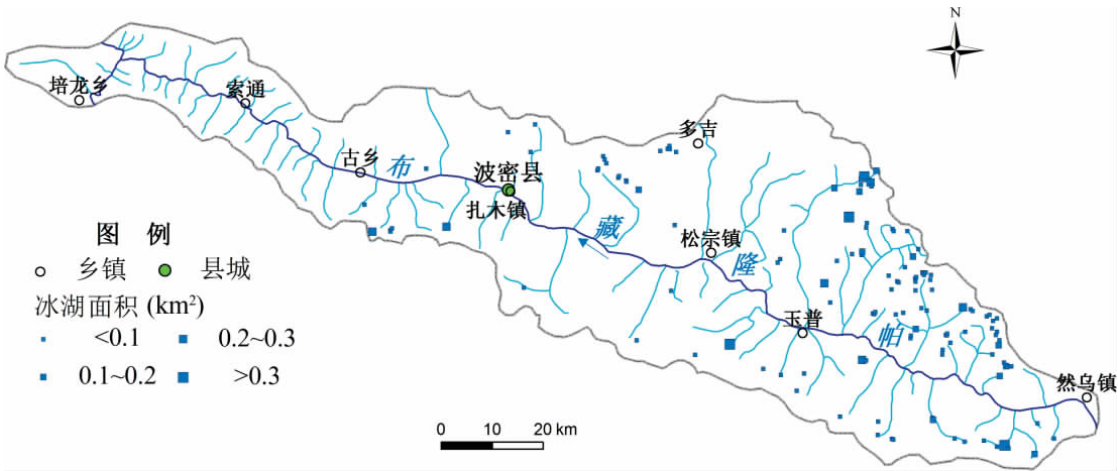 N
培龙乡
索通
古乡
布
波密县
扎木镇
多吉
藏
松宗镇
隆
玉普
帕
然乌镇
图 例
乡镇
县城
冰湖面积 (km²)
<0.1
0.2~0.3
0.1~0.2
>0.3
0 10 20 km